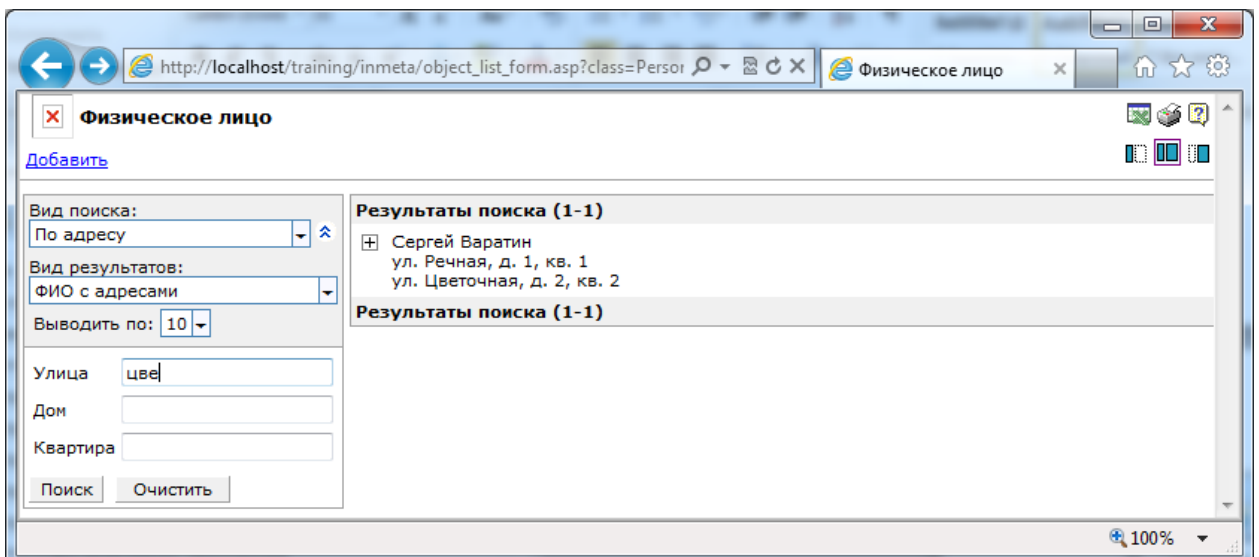 http://localhost/training/inmeta/object_list_form.asp?class=Persor
Физическое лицо
Физическое лицо
Добавить
Вид поиска:
По адресу
Вид результатов:
ФИО с адресами
Выводить по: 10
Улица цве
Дом
Квартира
Поиск Очистить
Результаты поиска (1-1)
Сергей Варатин
ул. Речная, д. 1, кв. 1
ул. Цветочная, д. 2, кв. 2
Результаты поиска (1-1)
100%